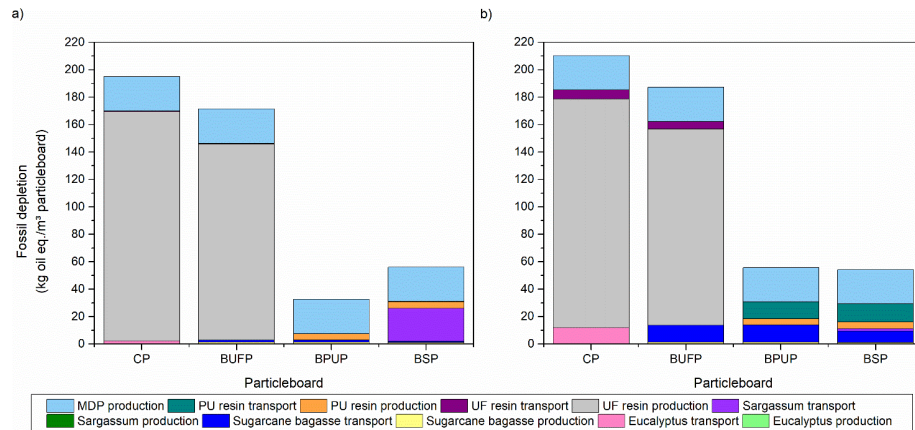 a)
b)
220
200
180
160
140
120
100
80
60
40
20
0
Fossil depletion
(kg oil eq./m³ particleboard)
CP BUFP BPUP BSP
Particleboard
220
200
180
160
140
120
100
80
60
40
20
0
CP BUFP BPUP BSP
Particleboard
MDP production PU resin transport PU resin production UF resin transport UF resin production Sargassum transport
Sargassum production Sugarcane bagasse transport Sugarcane bagasse production Eucalyptus transport Eucalyptus production